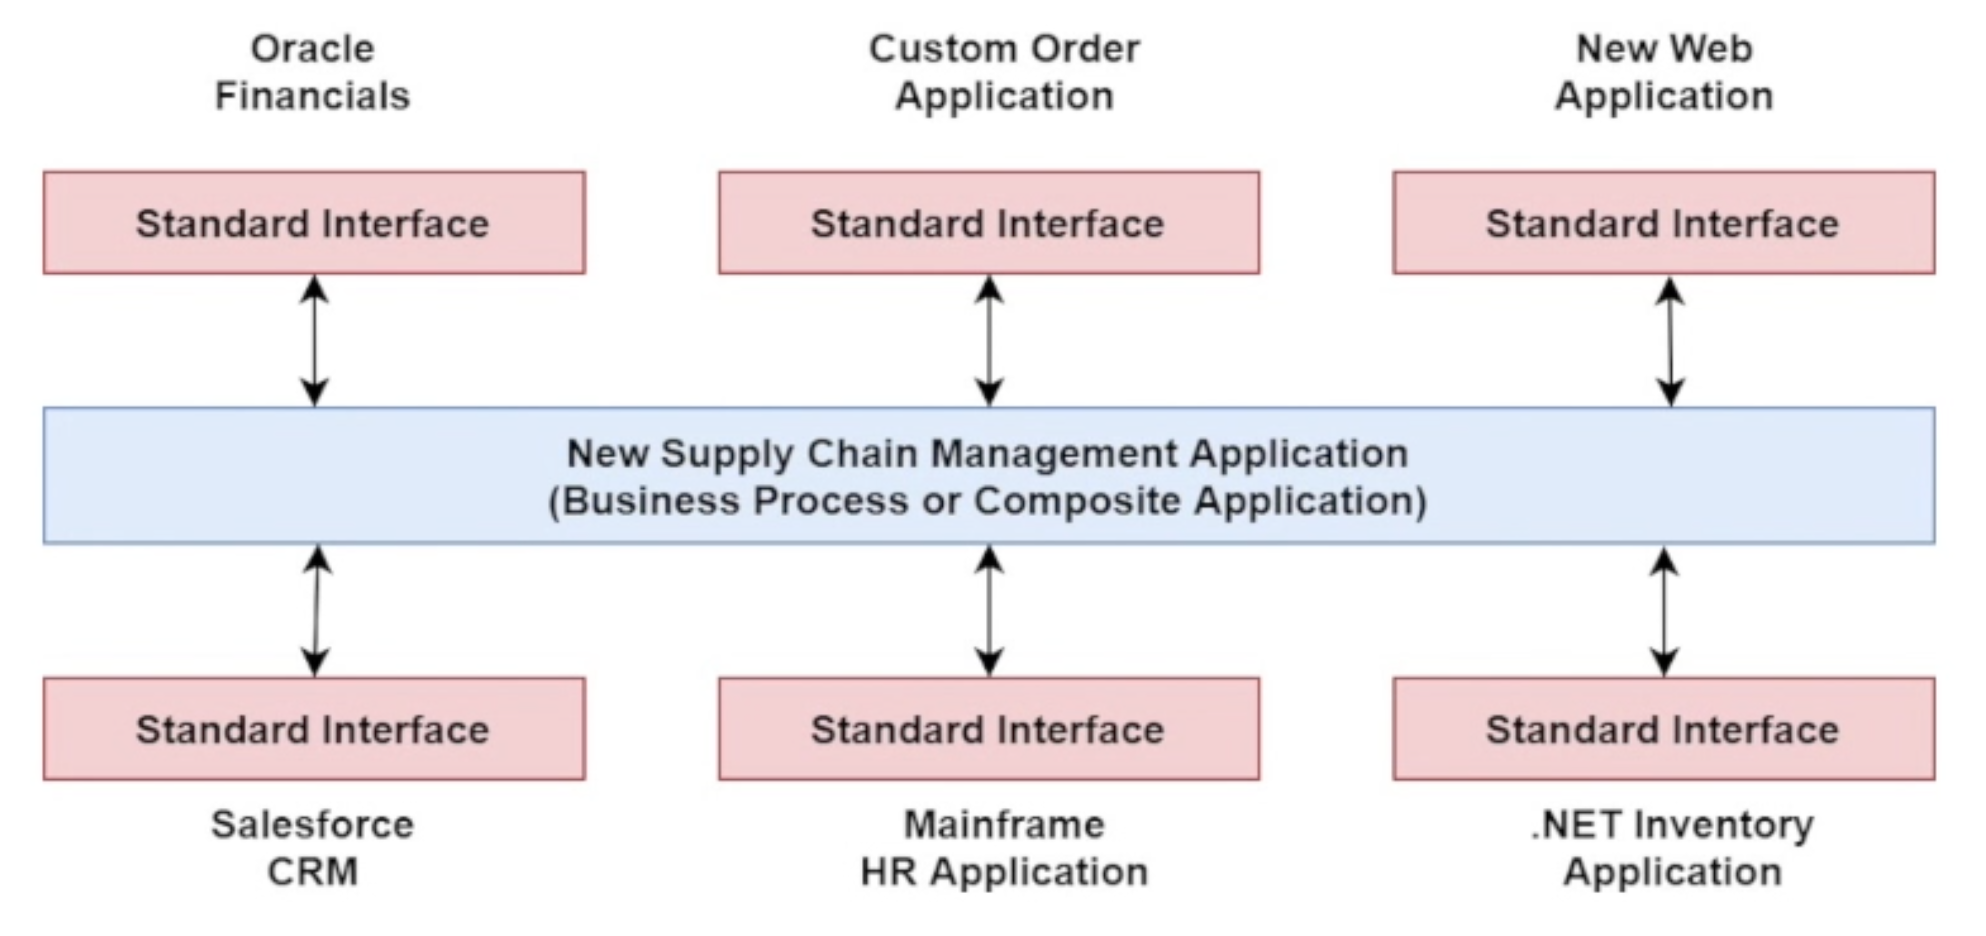 Oracle
Financials
Custom Order
Application
New Web
Application
Standard Interface
Standard Interface
Standard Interface
New Supply Chain Management Application
(Business Process or Composite Application)
Standard Interface
Standard Interface
Standard Interface
Salesforce
CRM
Mainframe
HR Application
.NET Inventory
Application